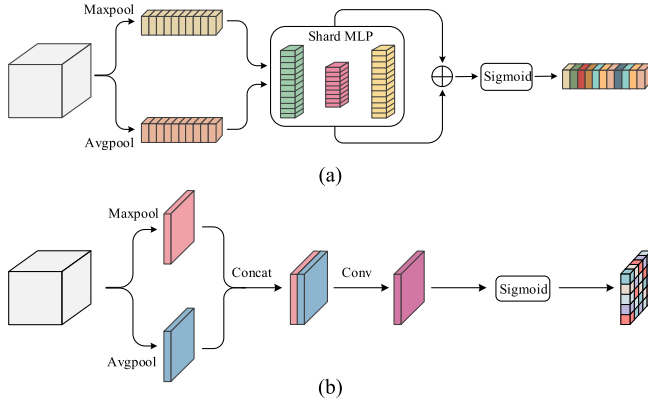 Maxpool
Shard MLP
Sigmoid
Avgpool
(a)
Maxpool
Concat
Conv
Sigmoid
Avgpool
(b)